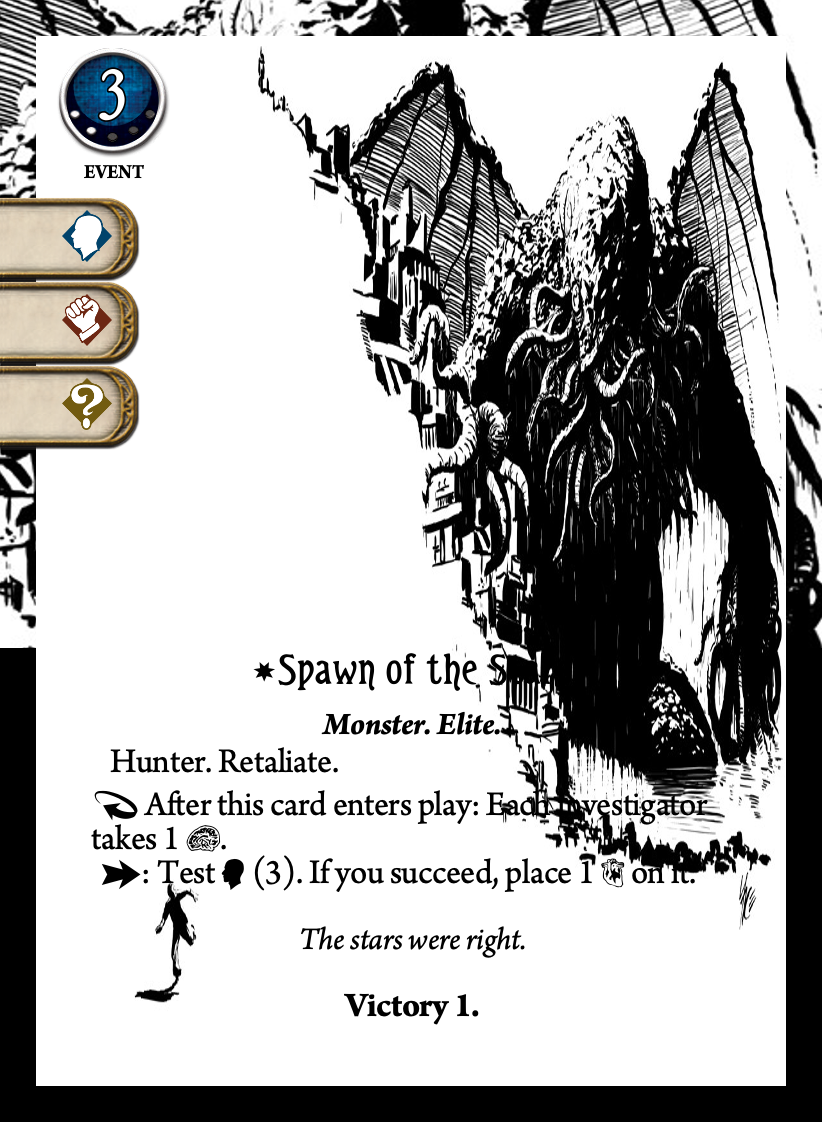 3
EVENT
?
Spawn of the
Monster. Elite.
Hunter. Retaliate.
After this card enters play: Each investigator
takes 1 .
: Test (3). If you succeed, place 1 on it.
The stars were right.
Victory 1.